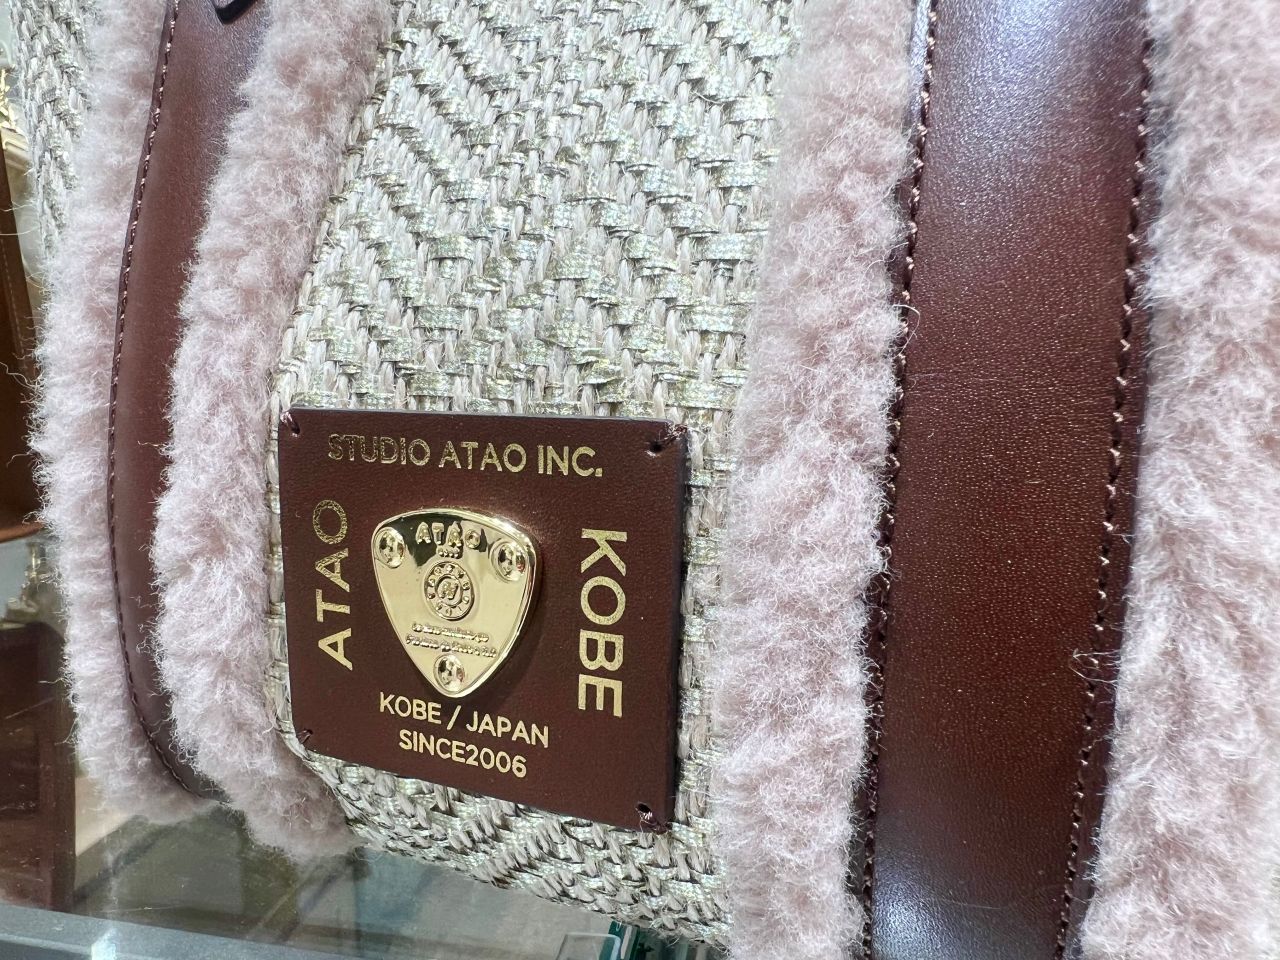 STUDIO ATAO INC.
ATAO
ATAO
KOBE
KOBE / JAPAN
SINCE2006